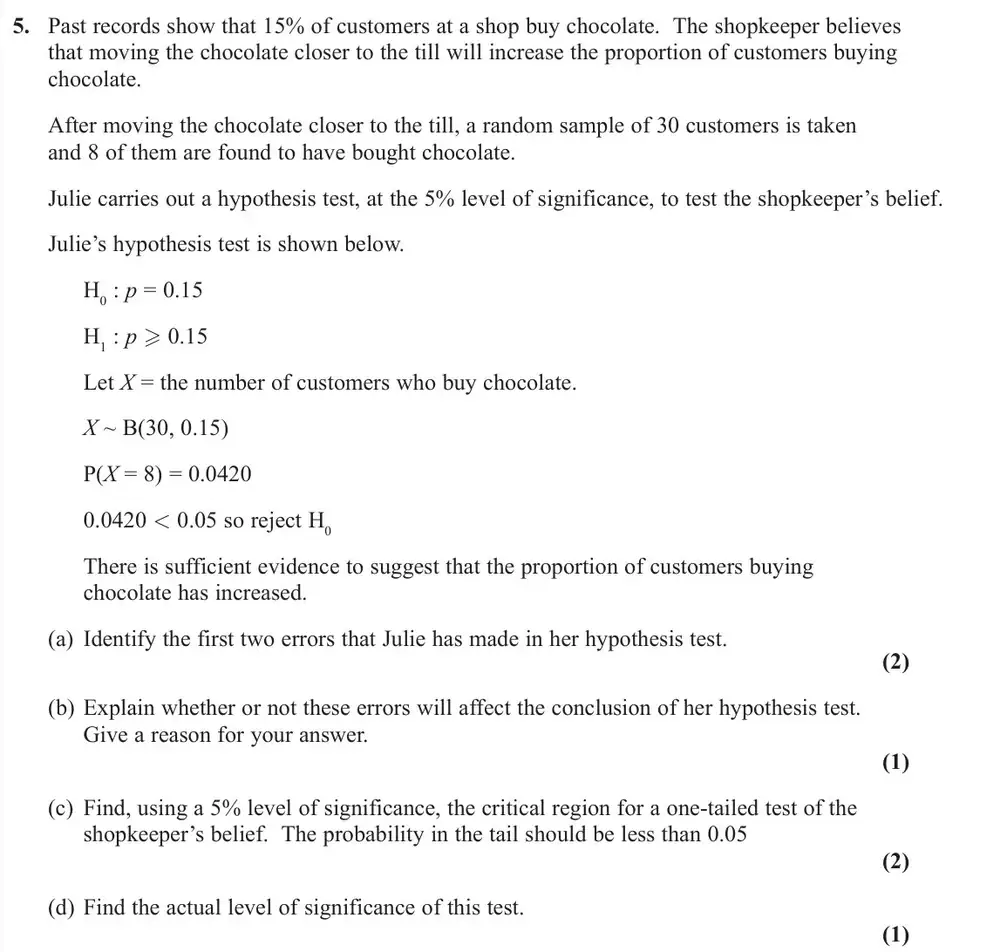 5. Past records show that 15% of customers at a shop buy chocolate. The shopkeeper believes
that moving the chocolate closer to the till will increase the proportion of customers buying
chocolate.
After moving the chocolate closer to the till, a random sample of 30 customers is taken
and 8 of them are found to have bought chocolate.
Julie carries out a hypothesis test, at the 5% level of significance, to test the shopkeeper’s belief.
Julie’s hypothesis test is shown below.
H₀ : p = 0.15
H₁ : p ⩾ 0.15
Let X = the number of customers who buy chocolate.
X ~ B(30, 0.15)
P(X = 8) = 0.0420
0.0420 < 0.05 so reject H₀
There is sufficient evidence to suggest that the proportion of customers buying
chocolate has increased.
(a) Identify the first two errors that Julie has made in her hypothesis test.
(2)
(b) Explain whether or not these errors will affect the conclusion of her hypothesis test.
Give a reason for your answer.
(1)
(c) Find, using a 5% level of significance, the critical region for a one-tailed test of the
shopkeeper’s belief. The probability in the tail should be less than 0.05
(2)
(d) Find the actual level of significance of this test.
(1)